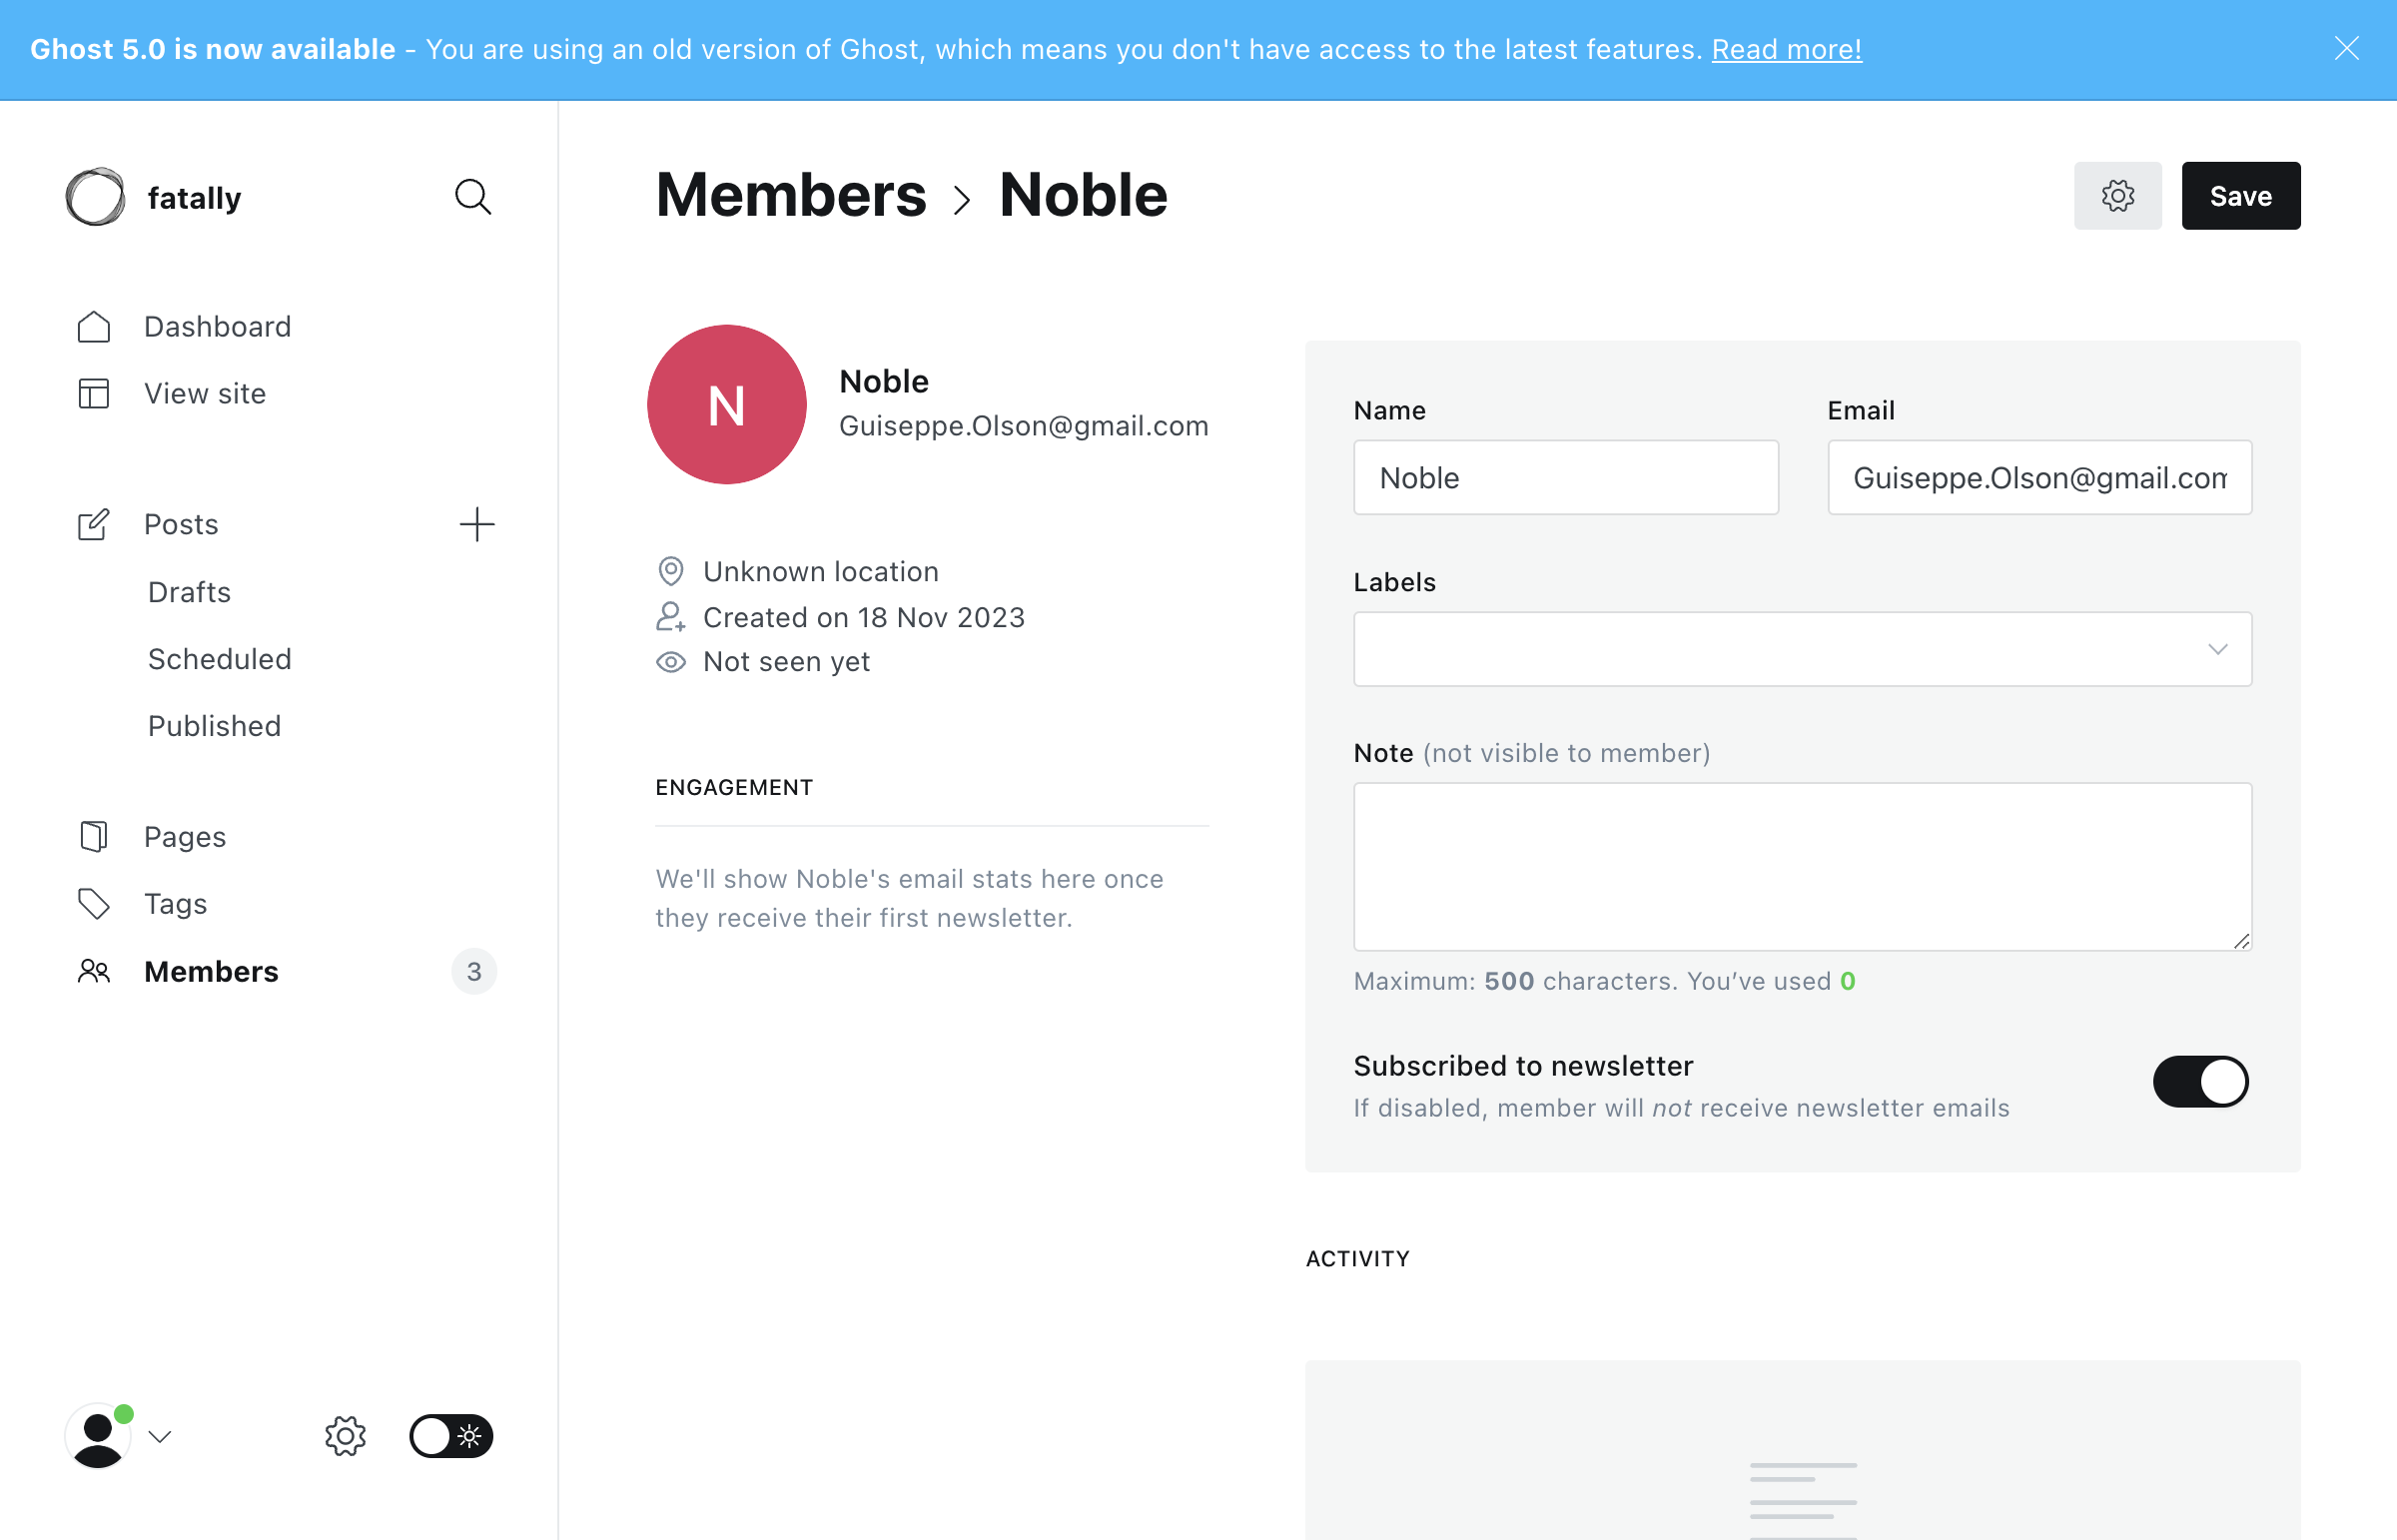 Ghost 5.0 is now available - You are using an old version of Ghost, which means you don't have access to the latest features. Read more!
fatally
Dashboard
View site
Posts
Drafts
Scheduled
Published
Pages
Tags
Members
3
Members
Noble
Save
N
Noble
Guiseppe.Olson@gmail.com
Unknown location
Created on 18 Nov 2023
Not seen yet
ENGAGEMENT
We'll show Noble's email stats here once
they receive their first newsletter.
Name
Email
Noble
Guiseppe.Olson@gmail.com
Labels
Note (not visible to member)
Maximum: 500 characters. You’ve used 0
Subscribed to newsletter
If disabled, member will not receive newsletter emails
ACTIVITY